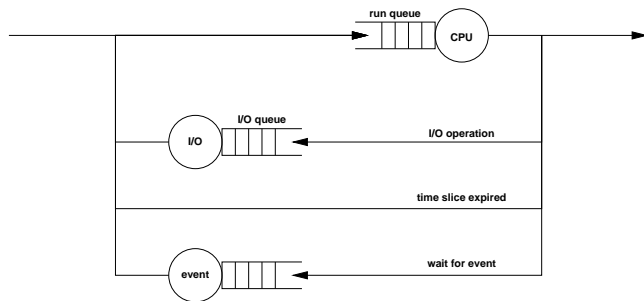 run queue
CPU
I/O queue
I/O
I/O operation
time slice expired
event
wait for event